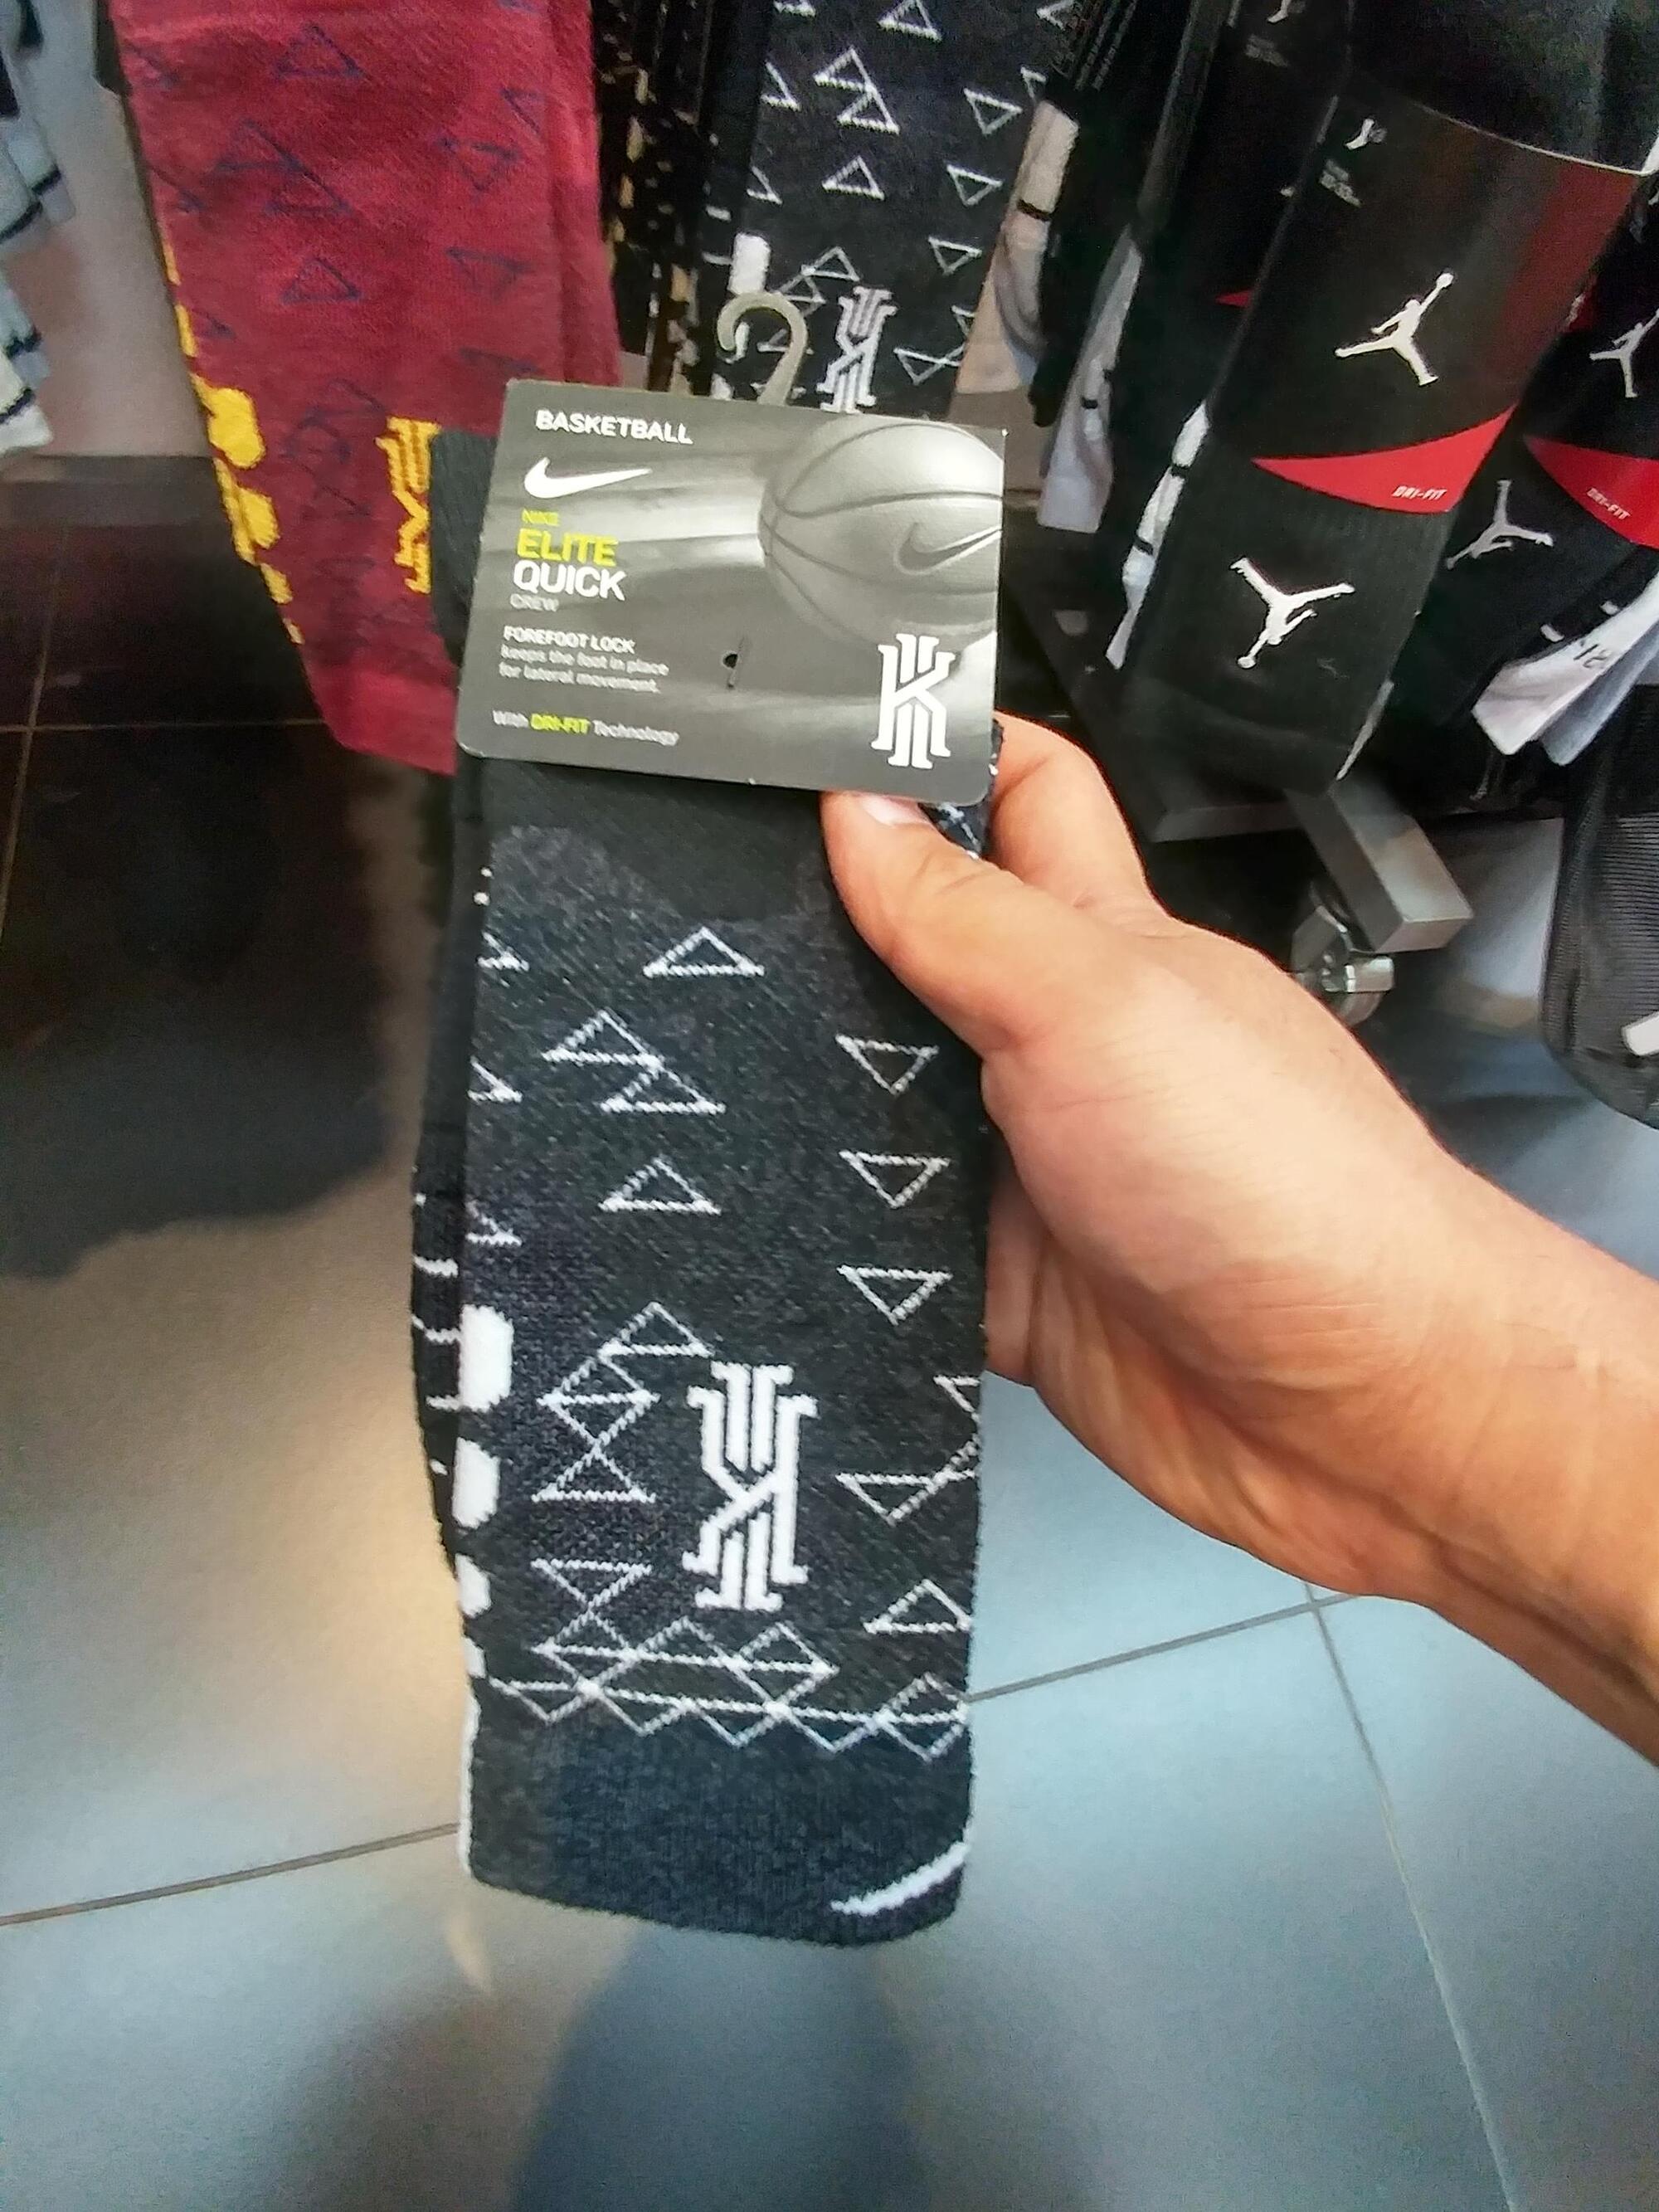 BASKETBALL
NIKE
ELITE
QUICK
CREW
FOREFOOT LOCK
keeps the foot in place
for lateral movement.
With DRI-FIT Technology
DRI-FIT
DRI-FIT